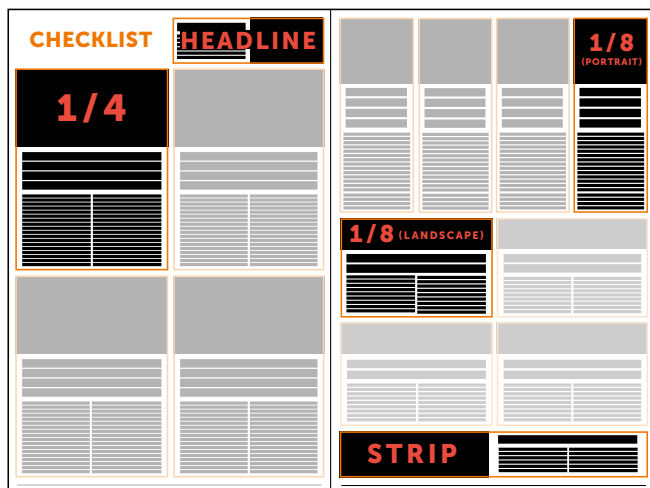 CHECKLIST
HEADLINE
1/4
1/8
(PORTRAIT)
1/8 (LANDSCAPE)
STRIP